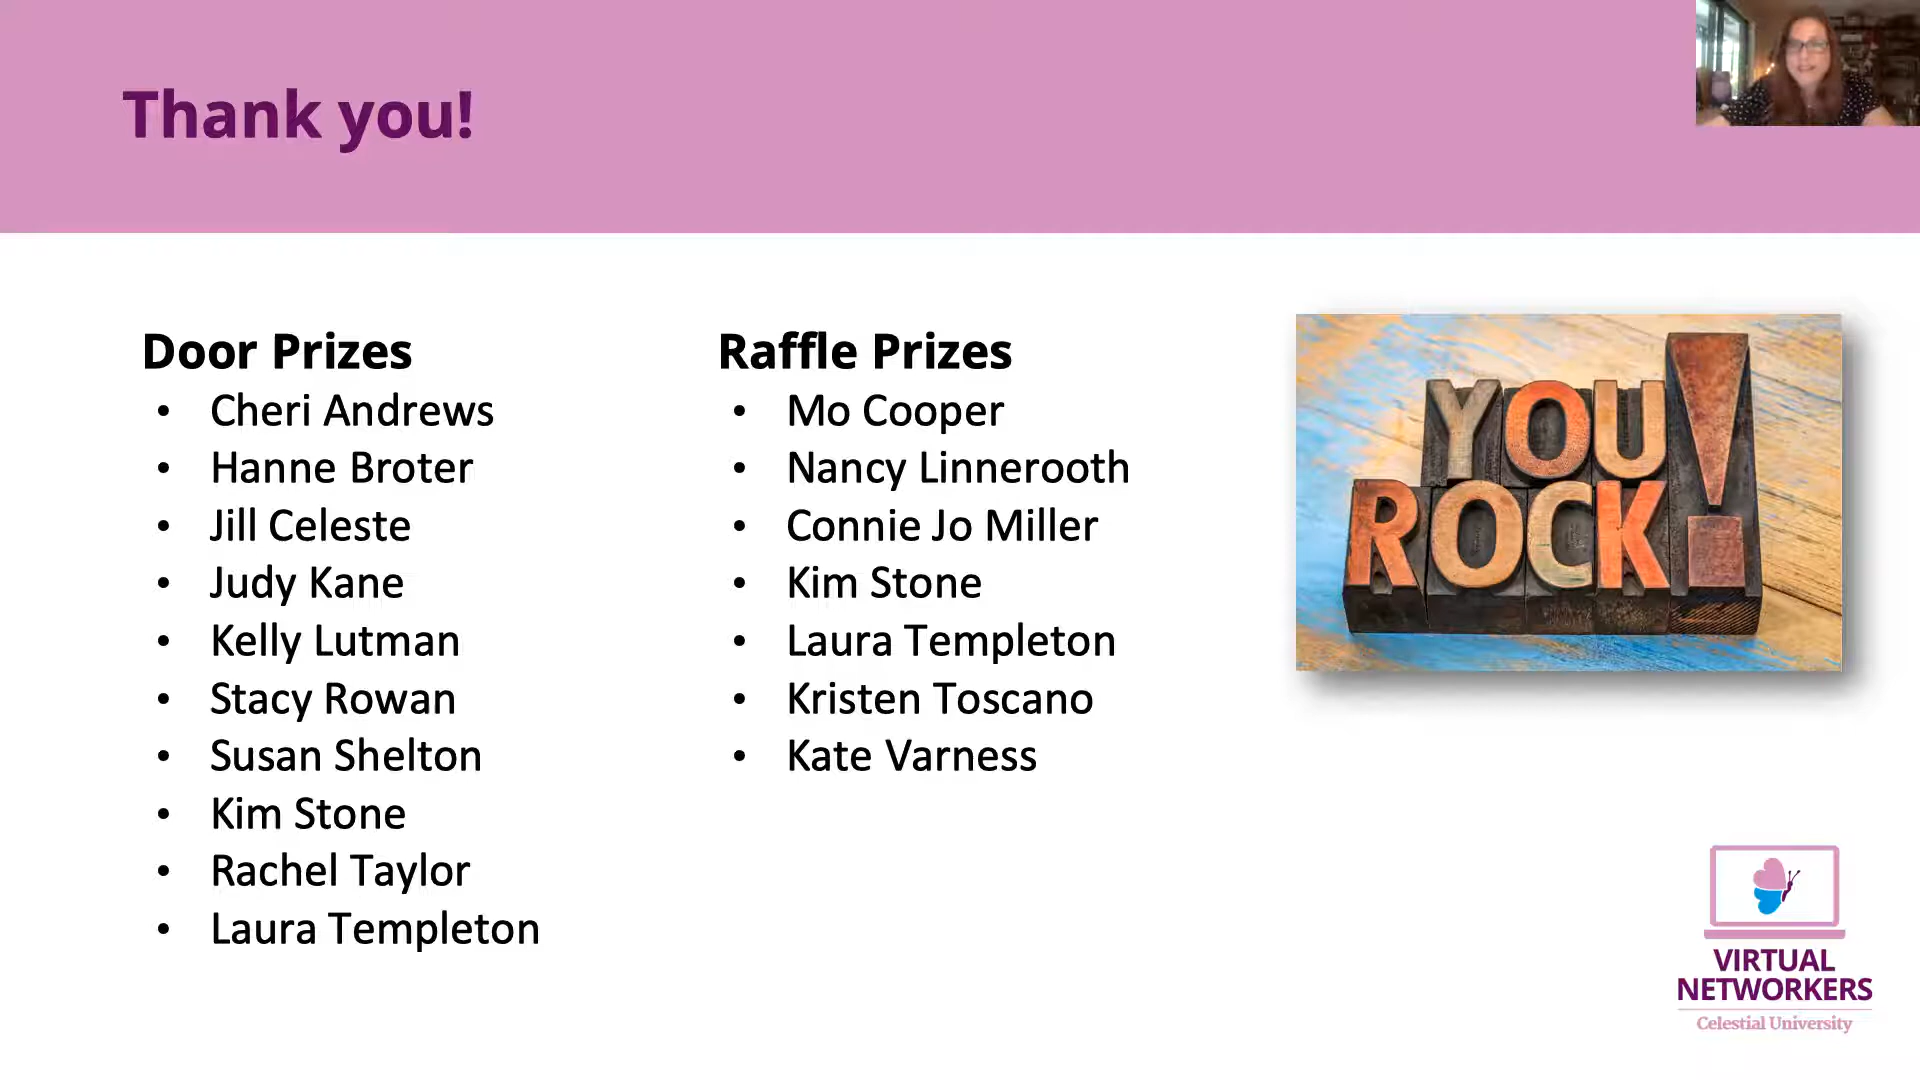 Thank you!
Door Prizes
• Cheri Andrews
• Hanne Broter
• Jill Celeste
• Judy Kane
• Kelly Lutman
• Stacy Rowan
• Susan Shelton
• Kim Stone
• Rachel Taylor
• Laura Templeton
Raffle Prizes
• Mo Cooper
• Nancy Linnerooth
• Connie Jo Miller
• Kim Stone
• Laura Templeton
• Kristen Toscano
• Kate Varness
YOU!
ROCK
VIRTUAL
NETWORKERS
Celestial University